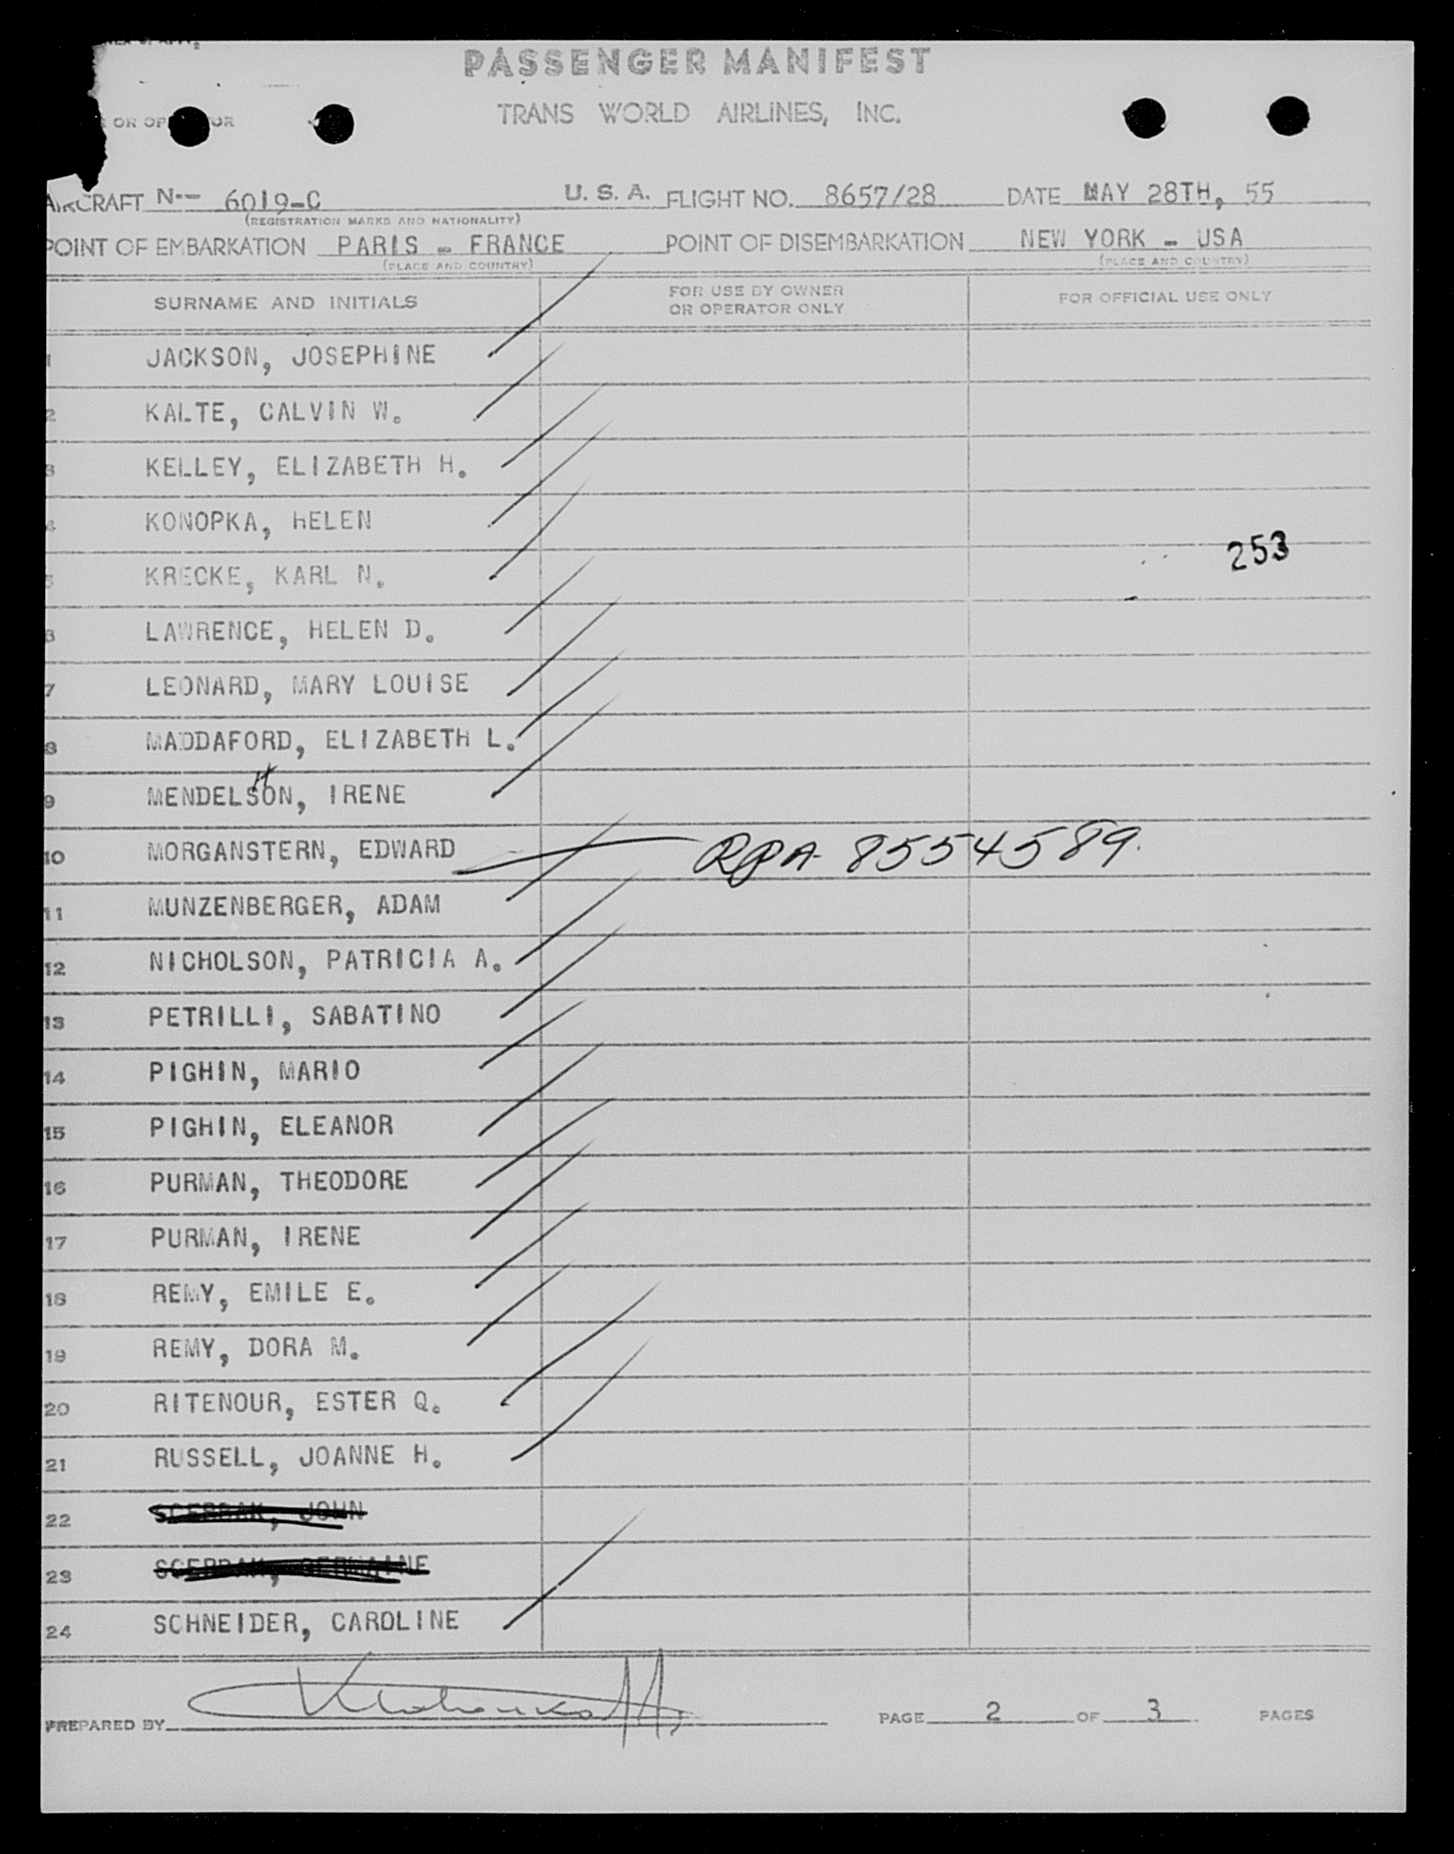 PASSENGER MANIFEST
TRANS WORLD AIRLINES, INC.
OR OPERATOR
AIRCRAFT N-- 6019-C U. S. A. FLIGHT NO. 8657/28 DATE MAY 28TH, 55
(REGISTRATION MARKS AND NATIONALITY)
POINT OF EMBARKATION PARIS - FRANCE POINT OF DISEMBARKATION NEW YORK - USA
(PLACE AND COUNTRY) (PLACE AND COUNTRY)
SURNAME AND INITIALS FOR USE BY OWNER OR OPERATOR ONLY FOR OFFICIAL USE ONLY
1 JACKSON, JOSEPHINE
2 KALTE, CALVIN W.
3 KELLEY, ELIZABETH H.
4 KONOPKA, HELEN
253
5 KRECKE, KARL N.
6 LAWRENCE, HELEN D.
7 LEONARD, MARY LOUISE
8 MADDAFORD, ELIZABETH L.
H
9 MENDELSON, IRENE
10 MORGANSTERN, EDWARD RPA 8554589.
11 MUNZENBERGER, ADAM
12 NICHOLSON, PATRICIA A.
13 PETRILLI, SABATINO
14 PIGHIN, MARIO
15 PIGHIN, ELEANOR
16 PURMAN, THEODORE
17 PURMAN, IRENE
18 REMY, EMILE E.
19 REMY, DORA M.
20 RITENOUR, ESTER Q.
21 RUSSELL, JOANNE H.
22 JOHN
23 GERMAINE
24 SCHNEIDER, CAROLINE
PREPARED BY PAGE 2 OF 3 PAGES